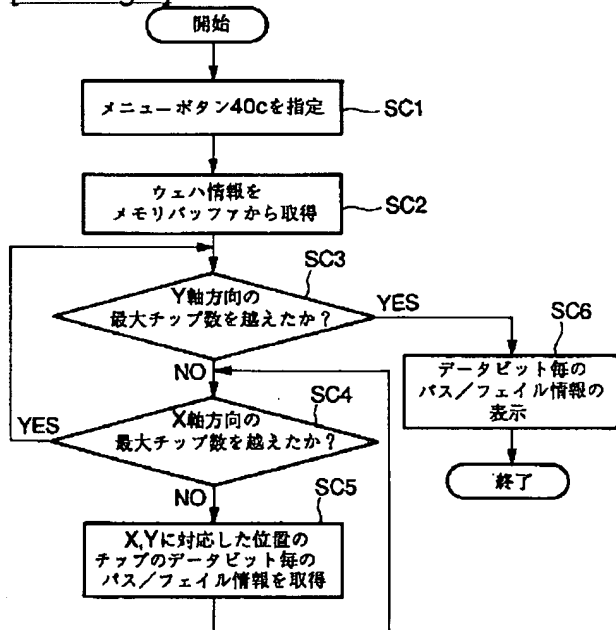 開始
メニューボタン40cを指定
SC1
ウェハ情報を
メモリバッファから取得
SC2
SC3
Y軸方向の
最大チップ数を越えたか?
YES
NO
SC6
データビット毎の
パス/フェイル情報の
表示
終了
SC4
X軸方向の
最大チップ数を越えたか?
YES
NO
SC5
X,Yに対応した位置の
チップのデータビット毎の
パス/フェイル情報を取得